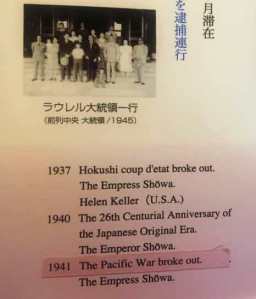 月滞在
を逮捕連行
ラウレル大統領一行
(前列中央 大統領/1945)
1937 Hokushi coup d'etat broke out.
The Empress Shōwa.
Helen Keller (U.S.A.)
1940 The 26th Centurial Anniversary of
the Japanese Original Era.
The Emperor Shōwa.
1941 The Pacific War broke out.
The Empress Shōwa.